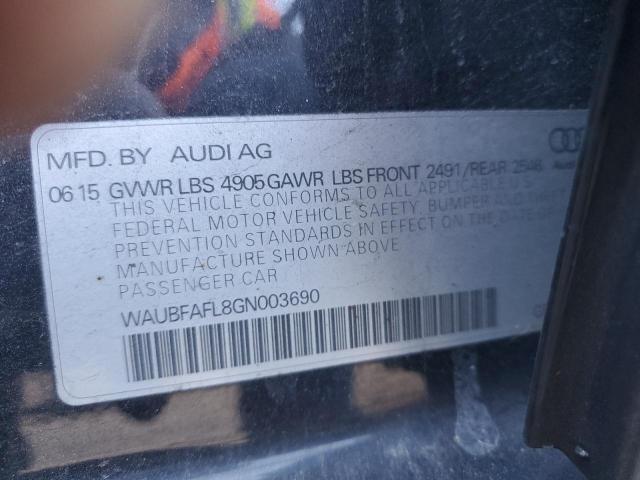 MFD. BY AUDI AG
06 15 GVWR LBS 4905 GAWR LBS FRONT 2491/REAR 2546
THIS VEHICLE CONFORMS TO ALL APPLICABLE U.S.
FEDERAL MOTOR VEHICLE SAFETY, BUMPER AND THEFT
PREVENTION STANDARDS IN EFFECT ON THE DATE OF
MANUFACTURE SHOWN ABOVE
PASSENGER CAR
WAUBFAFL8GN003690